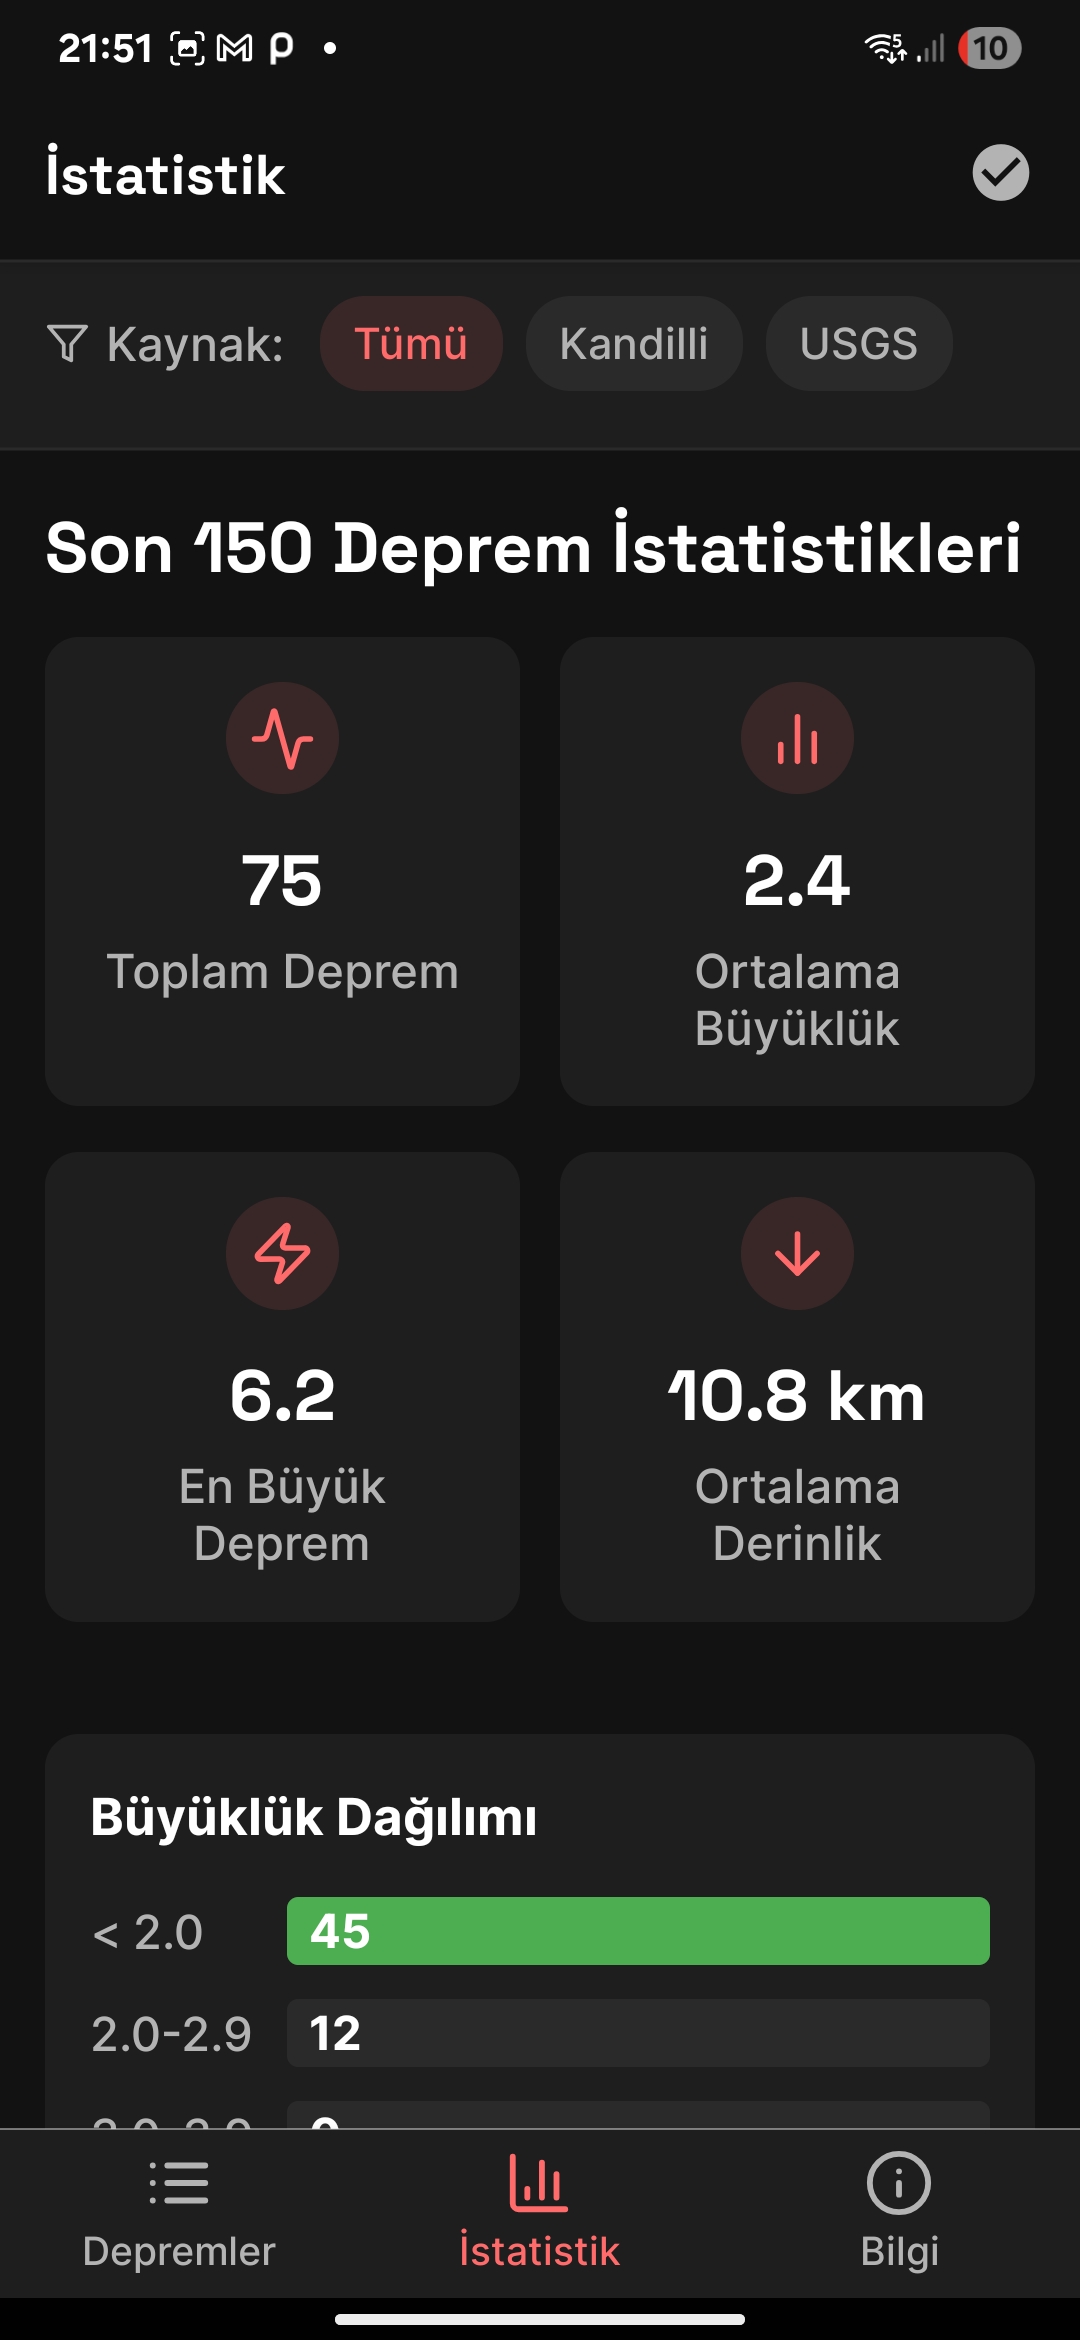 21:51
5
10
İstatistik
Kaynak: Tümü Kandilli USGS
Son 150 Deprem İstatistikleri
75
Toplam Deprem
2.4
Ortalama
Büyüklük
6.2
En Büyük
Deprem
10.8 km
Ortalama
Derinlik
Büyüklük Dağılımı
< 2.0 45
2.0-2.9 12
Depremler
İstatistik
Bilgi